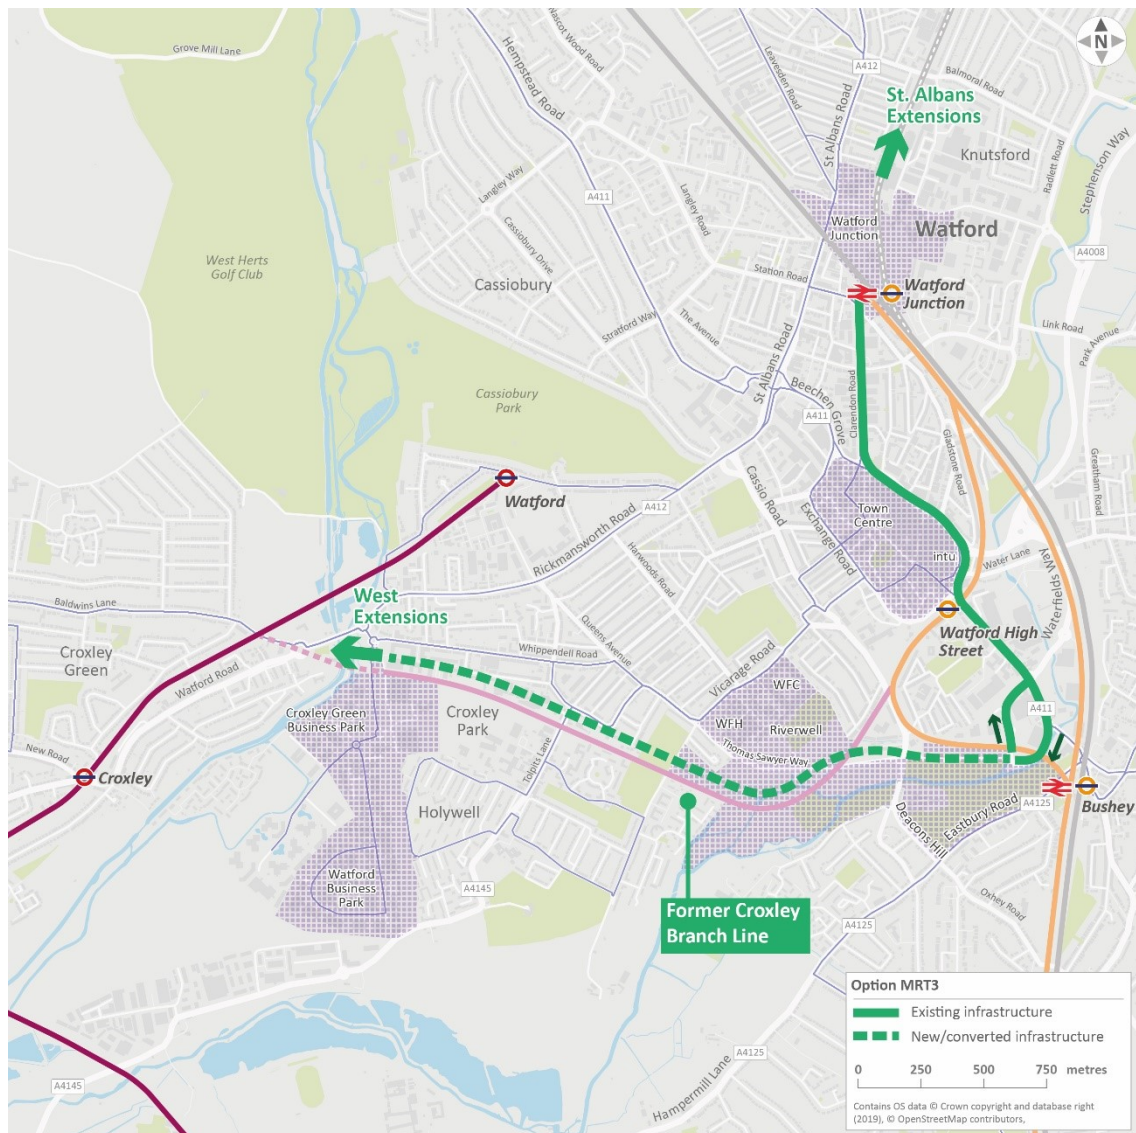 Grove Mill Lane
Hempstead Road
Nascot Wood Road
Leavesden Road
A412
St Albans Road
Balmoral Road
St. Albans
Extensions
N
Knutsford
Radlett Road
Stephenson Way
Langley Way
A411
Langley Road
Cassiobury Drive
Watford
Junction
Watford
A4008
West Herts
Golf Club
Cassiobury
Station Road
Watford
Junction
Stratford Way
The Avenue
Link Road
Park Avenue
St Albans Road
Beechen Grove
Cassiobury
Park
A411
Clarendon Road
Gladstone Road
Greatham Road
Watford
A412
Cassio Road
Town
Centre
Exchange Road
Rickmansworth Road
intu
Water Lane
Harwoods Road
Waterfields Way
Baldwins Lane
West
Extensions
Watford High
Street
Croxley
Green
Watford Road
Whippendell Road
Queens Avenue
Vicarage Road
WFC
WFH
Riverwell
A411
Croxley Green
Business Park
Croxley
Park
Thomas Sawyer Way
New Road
Tolpits Lane
Croxley
Holywell
Deacons Hill
Eastbury Road
A4125
Bushey
Watford
Business
Park
A4145
Oxhey Road
Former Croxley
Branch Line
A4125
A4125
A4145
Hampermill Lane
Option MRT3
Existing infrastructure
New/converted infrastructure
0 250 500 750 metres
Contains OS data © Crown copyright and database right
(2019), © OpenStreetMap contributors,